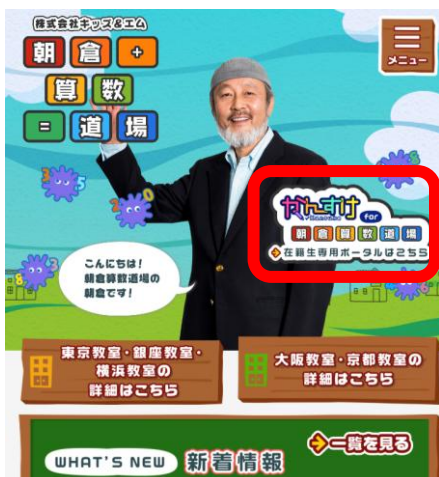 株式会社キッズ&エム
朝倉+
算数
=道場
メニュー
かんすけ for
朝倉算数道場
在籍生専用ポータルはこちら
こんにちは!
朝倉算数道場の
朝倉です!
東京教室・銀座教室・
横浜教室の
詳細はこちら
大阪教室・京都教室の
詳細はこちら
一覧を見る
WHAT'S NEW 新着情報